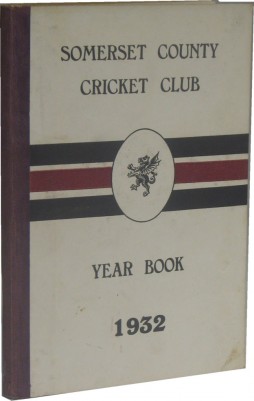 SOMERSET COUNTY
CRICKET CLUB
YEAR BOOK
1932